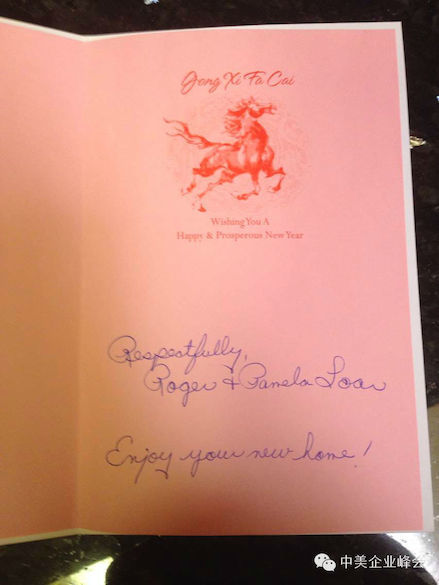 Gong Xi Fa Cai
Wishing You A
Happy & Prosperous New Year
Respectfully,
Roger & Pamela Loar
Enjoy your new home!
中美企业峰会